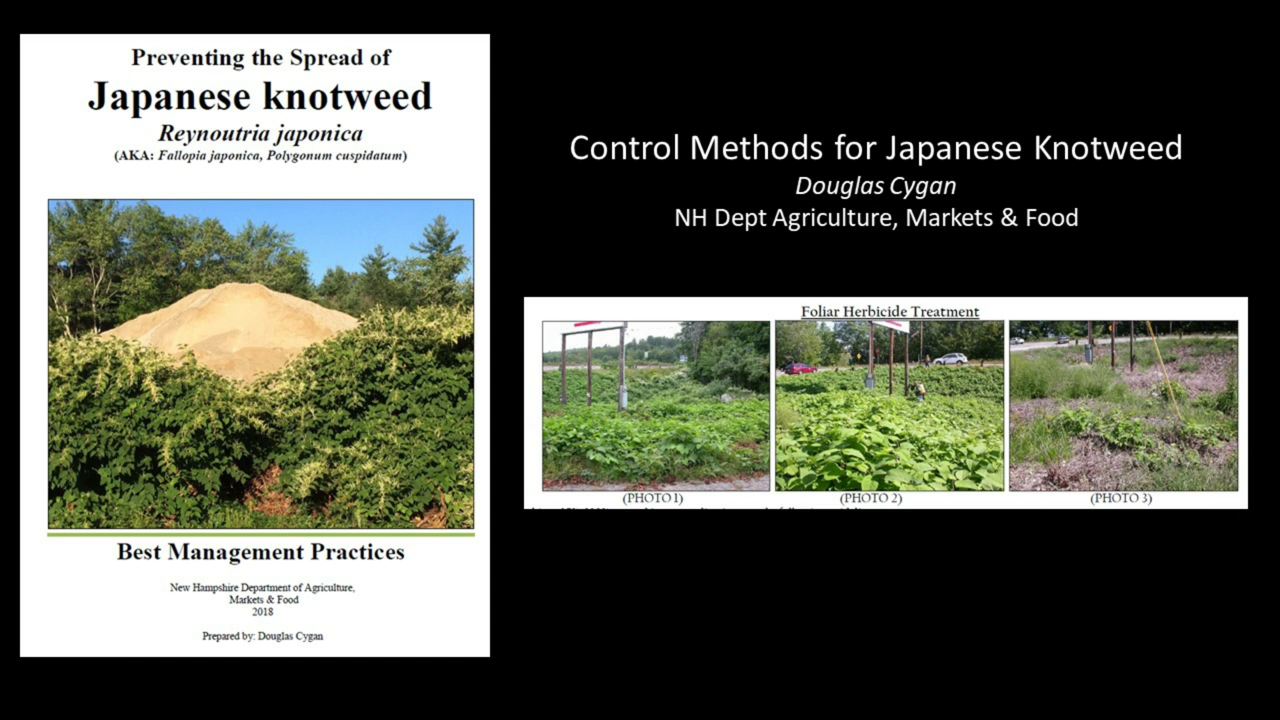 Preventing the Spread of
Japanese knotweed
Reynoutria japonica
(AKA: Fallopia japonica, Polygonum cuspidatum)
Best Management Practices
New Hampshire Department of Agriculture,
Markets & Food
2018
Prepared by: Douglas Cygan
Control Methods for Japanese Knotweed
Douglas Cygan
NH Dept Agriculture, Markets & Food
Foliar Herbicide Treatment
(PHOTO 1)
(PHOTO 2)
(PHOTO 3)